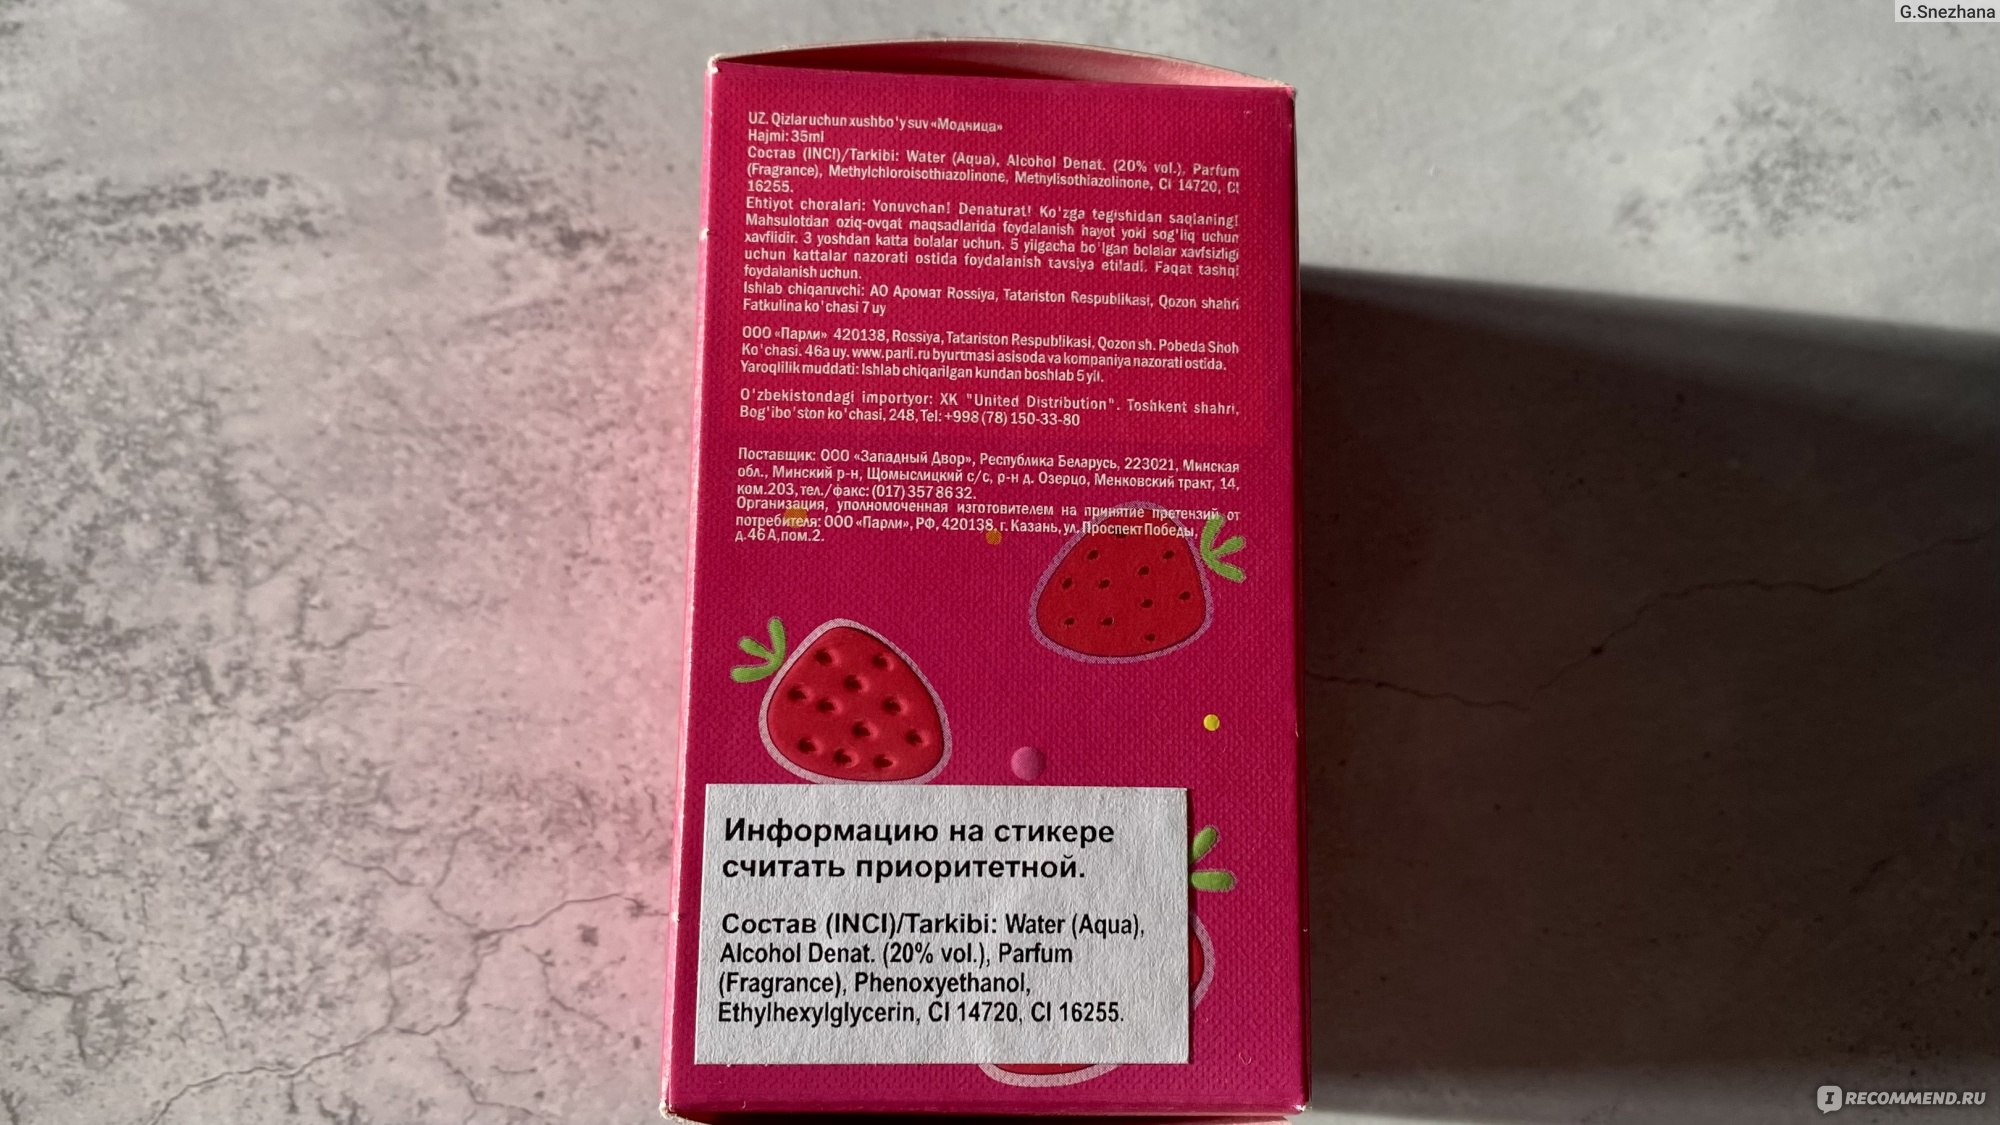 G.Snezhana
UZ. Qizlar uchun xushbo'y suv «Модница»
Hajmi: 35ml
Состав (INCI)/Tarkibi: Water (Aqua), Alcohol Denat. (20% vol.), Parfum
(Fragrance), Methylchloroisothiazolinone, Methylisothiazolinone, CI 14720, CI
16255.
Ehtiyot choralari: Yonuvchan! Denaturat! Ko'zga tegishidan saqlaning!
Mahsulotdan oziq-ovqat maqsadlarida foydalanish hayot yoki sog'liq uchun
xavflidir. 3 yoshdan katta bolalar uchun. 5 yilgacha bo'lgan bolalar xavfsizligi
uchun kattalar nazorati ostida foydalanish tavsiya etiladi. Faqat tashqi
foydalanish uchun.
Ishlab chiqaruvchi: АО Аромат Rossiya, Tatariston Respublikasi, Qozon shahri
Fatkulina ko'chasi 7 uy
ООО «Парли» 420138, Rossiya, Tatariston Respublikasi, Qozon sh. Pobeda Shoh
Ko'chasi. 46a uy. www.parli.ru byurtmasi asisoda va kompaniya nazorati ostida.
Yaroqlilik muddati: Ishlab chiqarilgan kundan boshlab 5 yil.
O'zbekistondagi importyor: XK "United Distribution". Toshkent shahri,
Bog'ibo'ston ko'chasi, 248, Tel: +998 (78) 150-33-80
Поставщик: ООО «Западный Двор», Республика Беларусь, 223021, Минская
обл., Минский р-н, Щомыслицкий с/с, р-н д. Озерцо, Менковский тракт, 14,
ком.203, тел./факс: (017) 357 86 32.
Организация, уполномоченная изготовителем на принятие претензий от
потребителя: ООО «Парли», РФ, 420138, г. Казань, ул. Проспект Победы,
д.46 А, пом.2.
Информацию на стикере
считать приоритетной.
Состав (INCI)/Tarkibi: Water (Aqua),
Alcohol Denat. (20% vol.), Parfum
(Fragrance), Phenoxyethanol,
Ethylhexylglycerin, CI 14720, CI 16255.
IRECOMMEND.RU